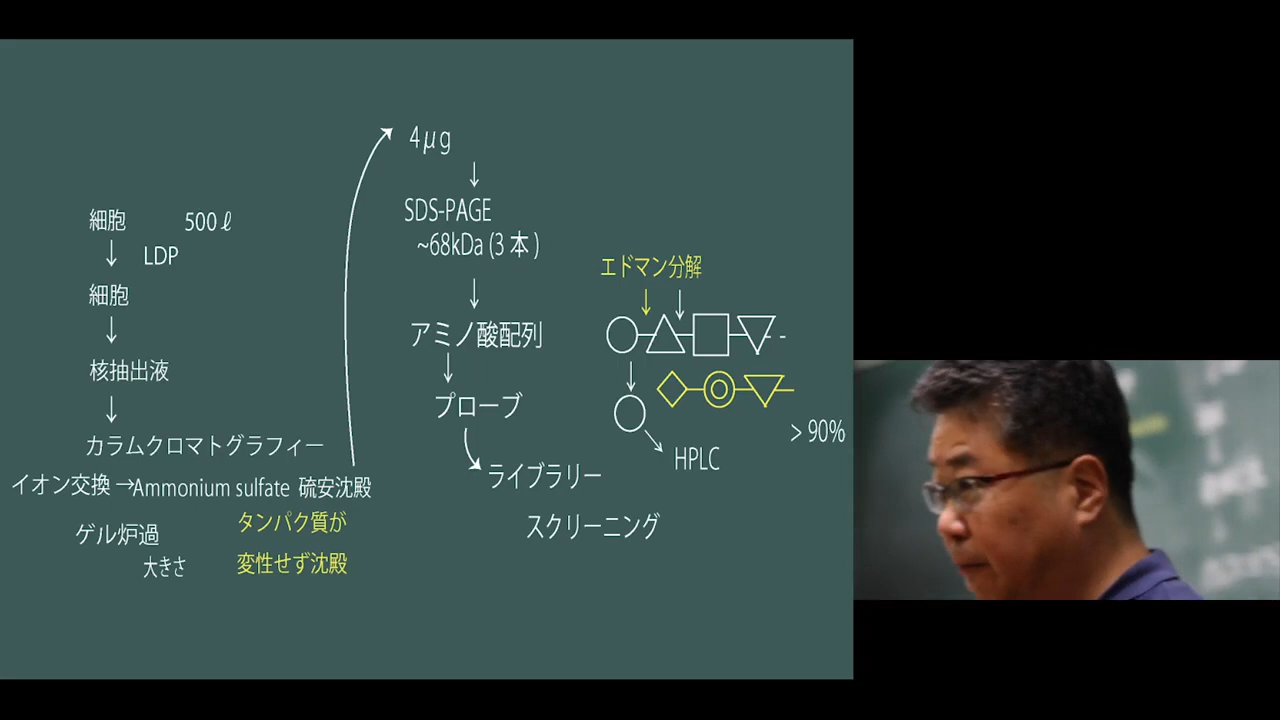 細胞 500ℓ
↓ LDP
細胞
↓
核抽出液
↓
カラムクロマトグラフィー
イオン交換→Ammonium sulfate 硫安沈殿
ゲル炉過
大きさ
タンパク質が
変性せず沈殿
4μg
↓
SDS-PAGE
~68kDa (3本)
↓
アミノ酸配列
↓
プローブ
ライブラリー
スクリーニング
エドマン分解
HPLC
>90%